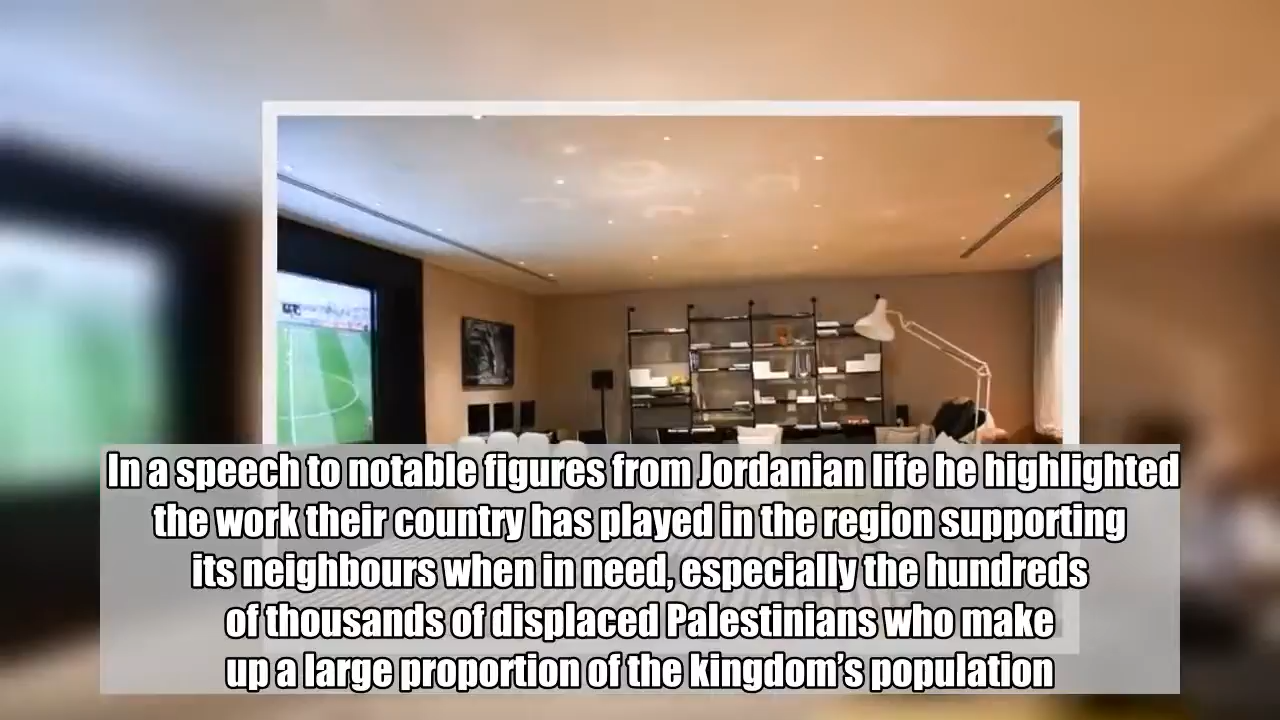 In a speech to notable figures from Jordanian life he highlighted
the work their country has played in the region supporting
its neighbours when in need, especially the hundreds
of thousands of displaced Palestinians who make
up a large proportion of the kingdom's population